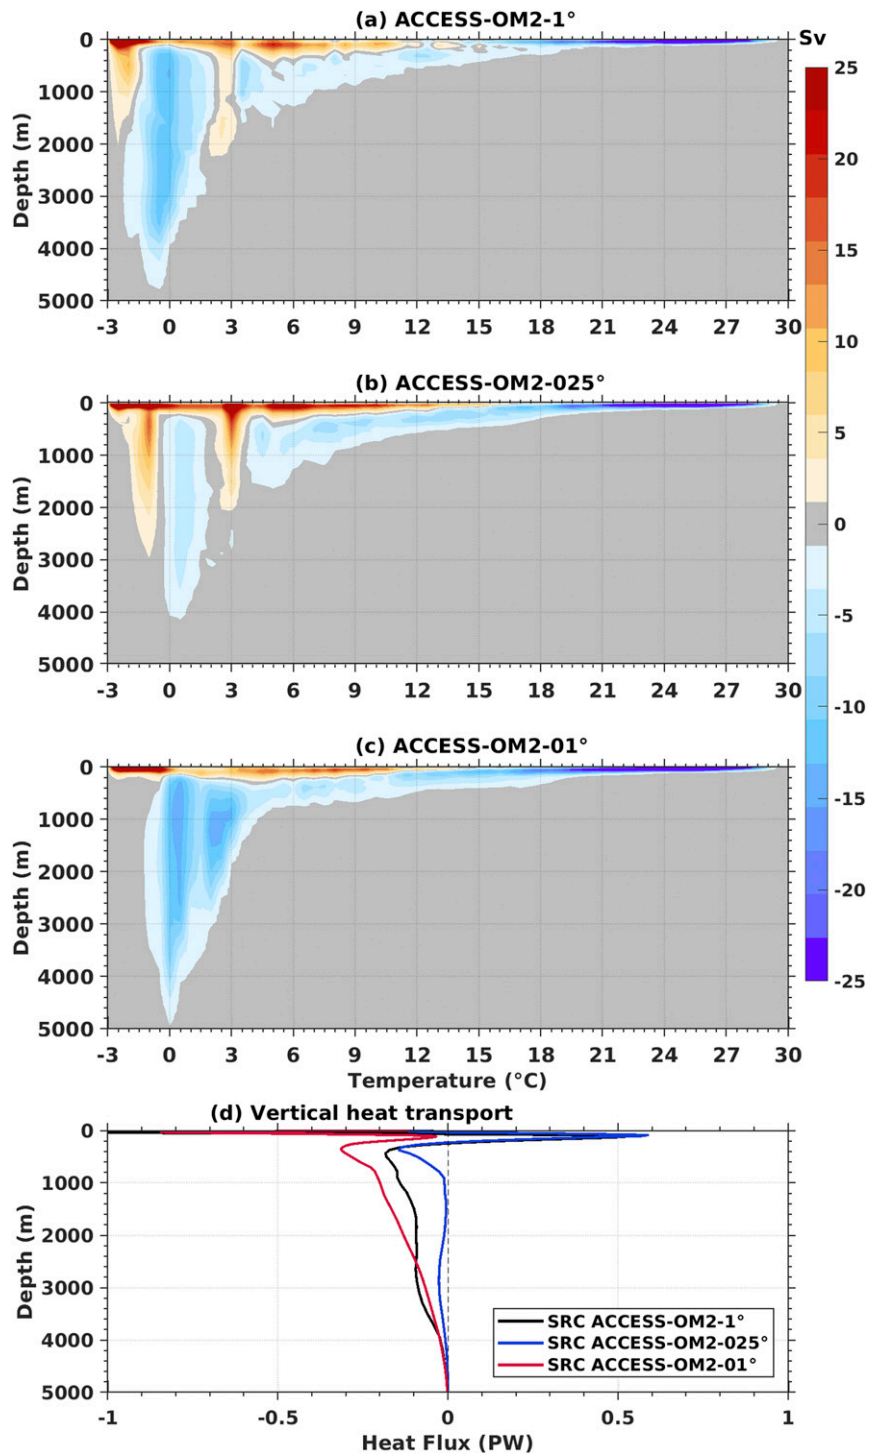 (a) ACCESS-OM2-1°
Sv
0
1000
2000
3000
4000
5000
Depth (m)
-3 0 3 6 9 12 15 18 21 24 27 30
25
20
15
10
5
0
-5
-10
-15
-20
-25
(b) ACCESS-OM2-025°
0
1000
2000
3000
4000
5000
Depth (m)
-3 0 3 6 9 12 15 18 21 24 27 30
(c) ACCESS-OM2-01°
0
1000
2000
3000
4000
5000
Depth (m)
-3 0 3 6 9 12 15 18 21 24 27 30
Temperature (°C)
(d) Vertical heat transport
0
1000
2000
3000
4000
5000
Depth (m)
SRC ACCESS-OM2-1°
SRC ACCESS-OM2-025°
SRC ACCESS-OM2-01°
-1 -0.5 0 0.5 1
Heat Flux (PW)